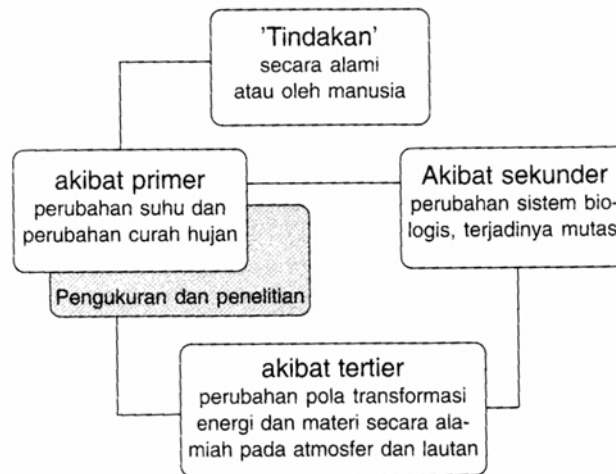 'Tindakan'
secara alami
atau oleh manusia
akibat primer
perubahan suhu dan
perubahan curah hujan
Pengukuran dan penelitian
Akibat sekunder
perubahan sistem bio-
logis, terjadinya mutas
akibat tertier
perubahan pola transformasi
energi dan materi secara ala-
miah pada atmosfer dan lautan